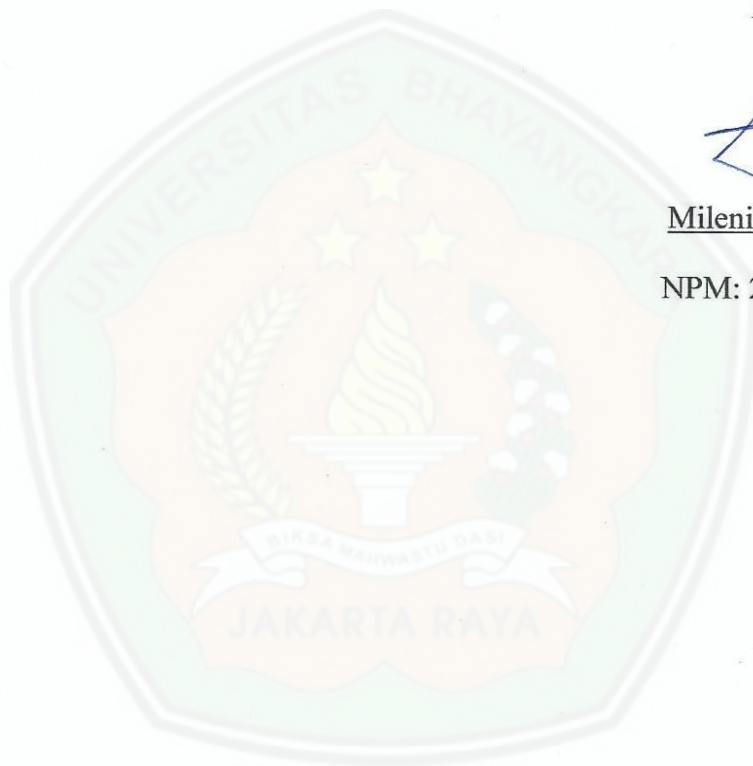 UNIVERSITAS BHAYANGKARA
Mileni
NPM: 2
BIKSA MAHWASTU DASI
JAKARTA RAYA